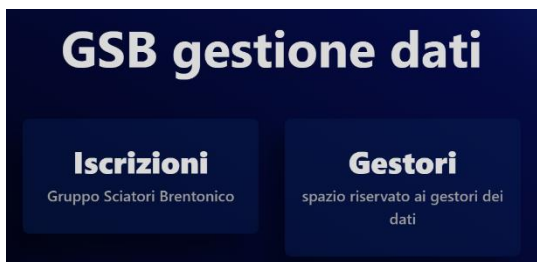 GSB gestione dati
Iscrizioni
Gruppo Sciatori Brentonico
Gestori
spazio riservato ai gestori dei
dati